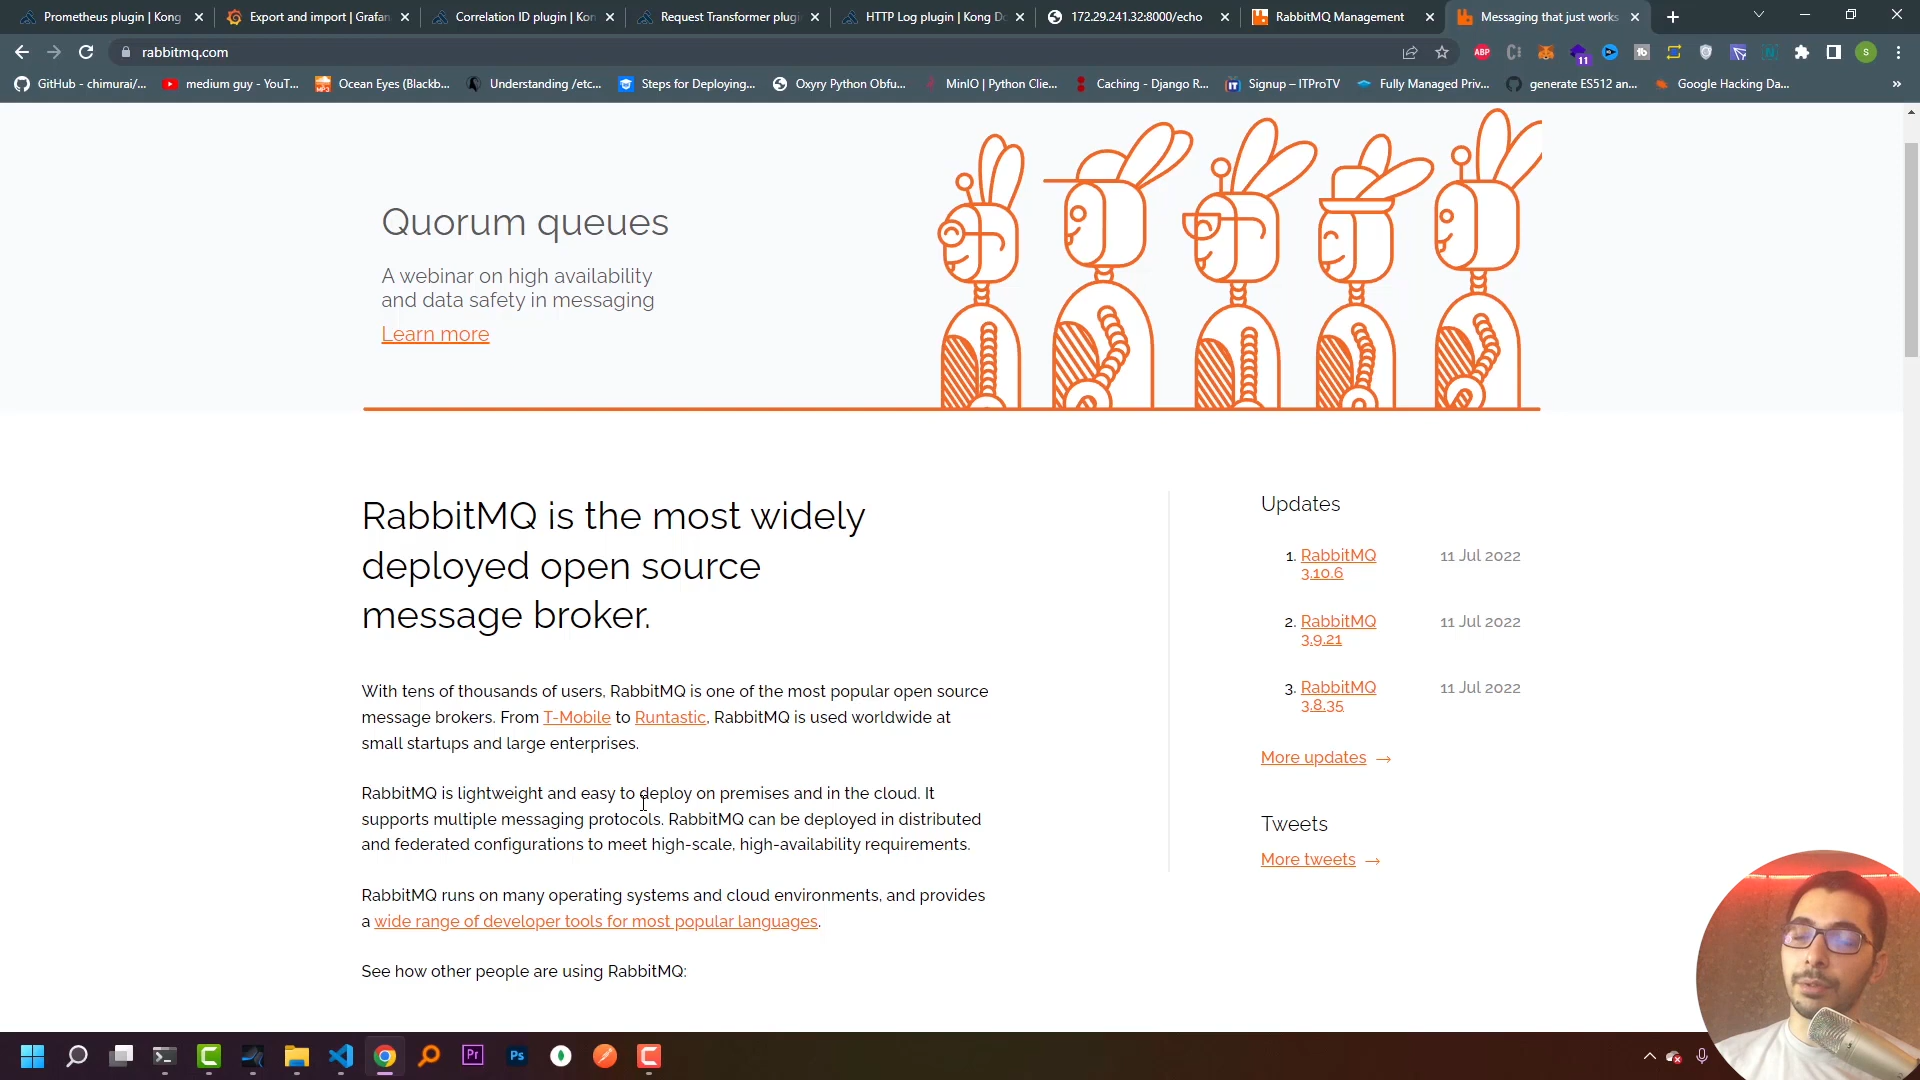 Prometheus plugin | Kong
Export and import | Grafan
Correlation ID plugin | Kon
Request Transformer plugi
HTTP Log plugin | Kong Do
172.29.241.32:8000/echo
RabbitMQ Management
Messaging that just works
rabbitmq.com
ABP
11
S
GitHub - chimurai/...
medium guy - YouT...
Ocean Eyes (Blackb...
Understanding /etc...
Steps for Deploying...
Oxyry Python Obfu...
MinIO | Python Clie...
Caching - Django R...
Signup – ITProTV
Fully Managed Priv...
generate ES512 an...
Google Hacking Da...
»
Quorum queues
A webinar on high availability
and data safety in messaging
Learn more
RabbitMQ is the most widely
deployed open source
message broker.
With tens of thousands of users, RabbitMQ is one of the most popular open source
message brokers. From T-Mobile to Runtastic, RabbitMQ is used worldwide at
small startups and large enterprises.
RabbitMQ is lightweight and easy to deploy on premises and in the cloud. It
supports multiple messaging protocols. RabbitMQ can be deployed in distributed
and federated configurations to meet high-scale, high-availability requirements.
RabbitMQ runs on many operating systems and cloud environments, and provides
a wide range of developer tools for most popular languages.
See how other people are using RabbitMQ:
Updates
1. RabbitMQ 11 Jul 2022
3.10.6
2. RabbitMQ 11 Jul 2022
3.9.21
3. RabbitMQ 11 Jul 2022
3.8.35
More updates →
Tweets
More tweets →
Pr
Ps